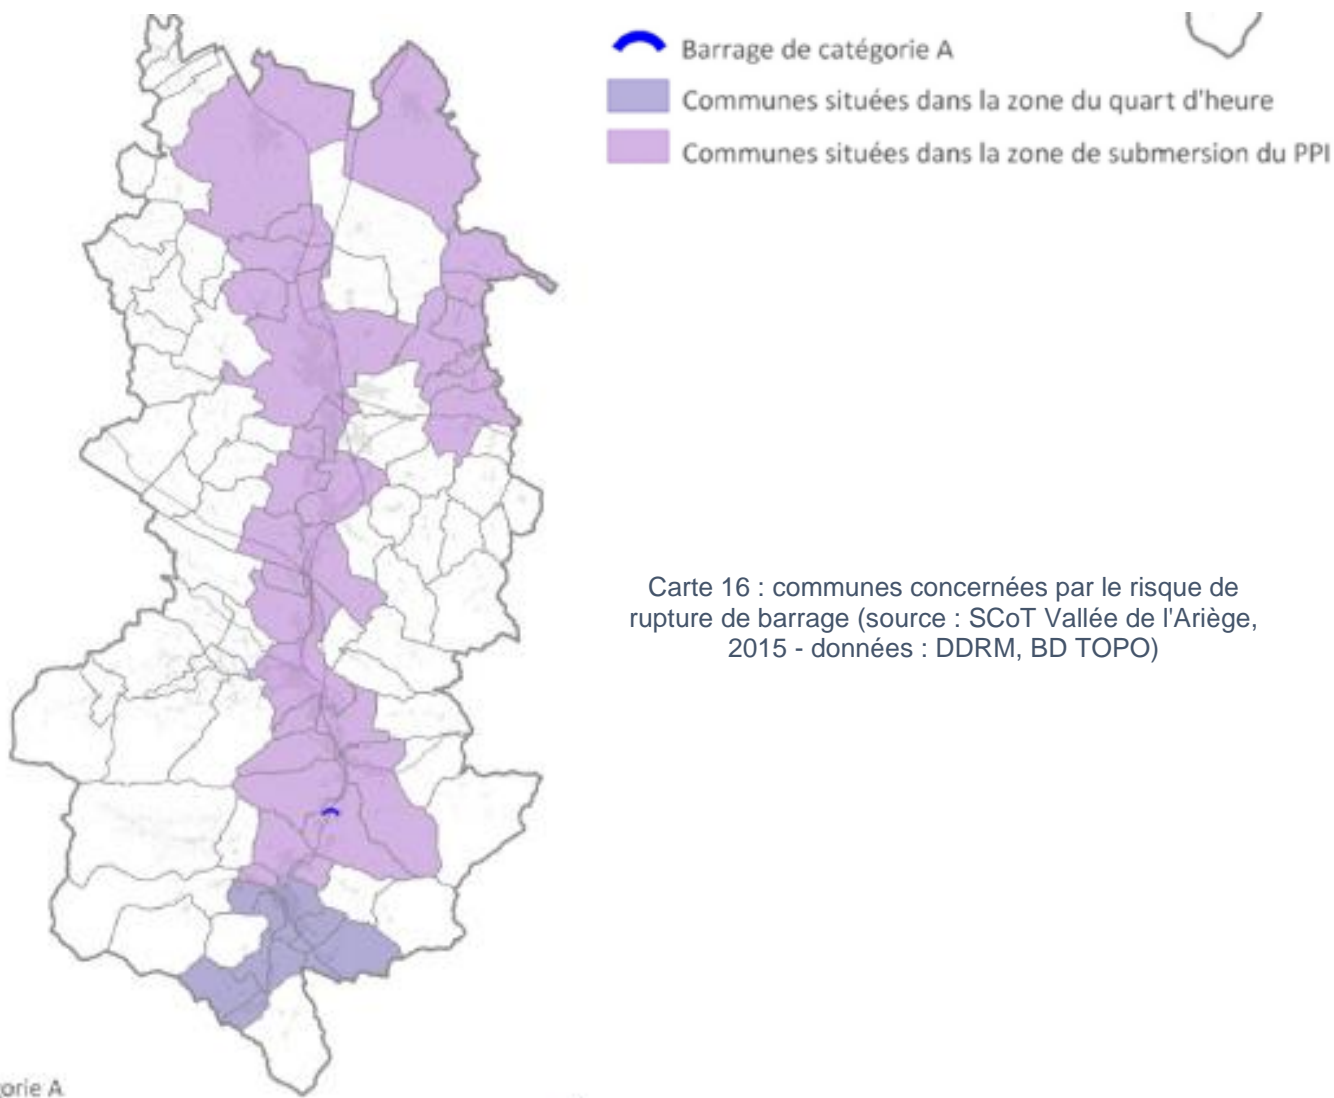 Barrage de catégorie A
Communes situées dans la zone du quart d'heure
Communes situées dans la zone de submersion du PPI
Carte 16 : communes concernées par le risque de
rupture de barrage (source : SCoT Vallée de l'Ariège,
2015 - données : DDRM, BD TOPO)
orie A